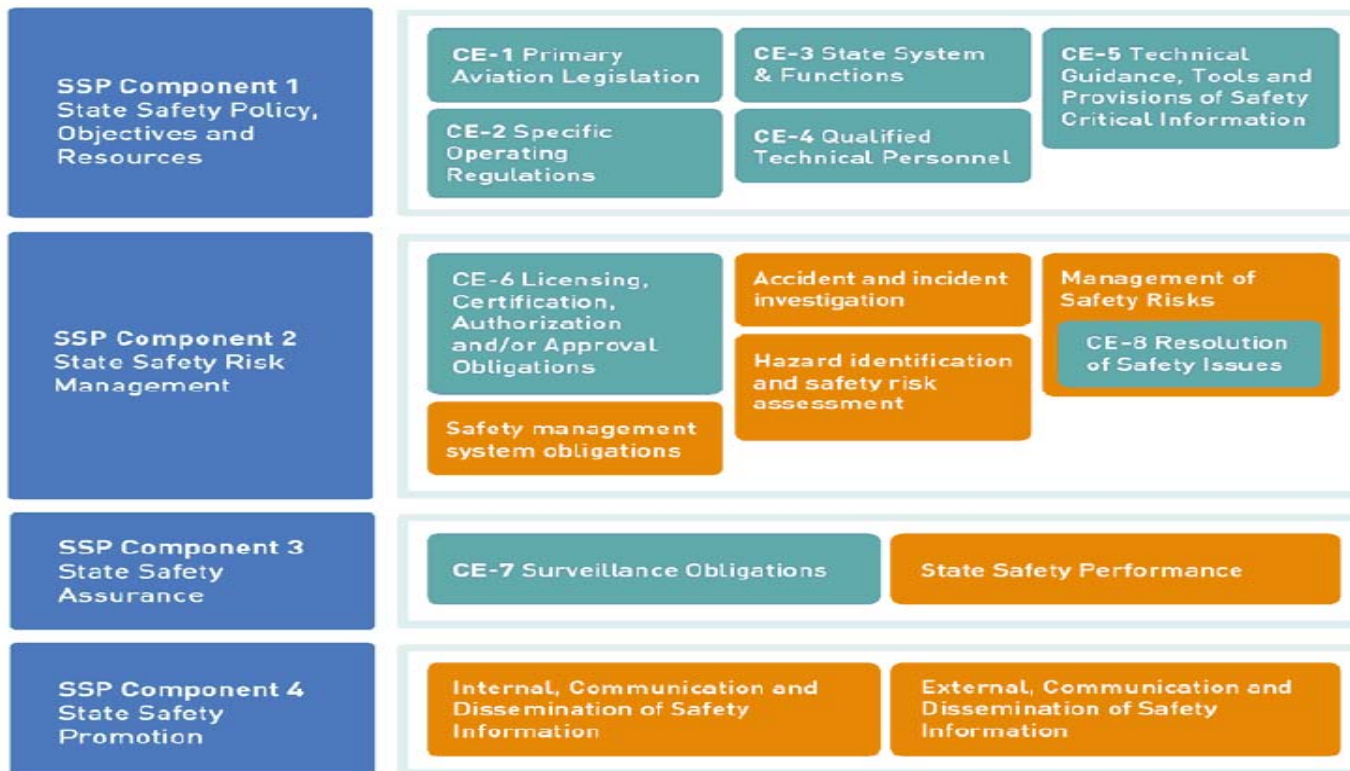 SSP Component 1
State Safety Policy,
Objectives and
Resources
CE-1 Primary
Aviation Legislation
CE-2 Specific
Operating
Regulations
CE-3 State System
& Functions
CE-4 Qualified
Technical Personnel
CE-5 Technical
Guidance, Tools and
Provisions of Safety
Critical Information
SSP Component 2
State Safety Risk
Management
CE-6 Licensing,
Certification,
Authorization
and/or Approval
Obligations
Safety management
system obligations
Accident and incident
investigation
Hazard identification
and safety risk
assessment
Management of
Safety Risks
CE-8 Resolution
of Safety Issues
SSP Component 3
State Safety
Assurance
CE-7 Surveillance Obligations
State Safety Performance
SSP Component 4
State Safety
Promotion
Internal, Communication and
Dissemination of Safety
Information
External, Communication and
Dissemination of Safety
Information